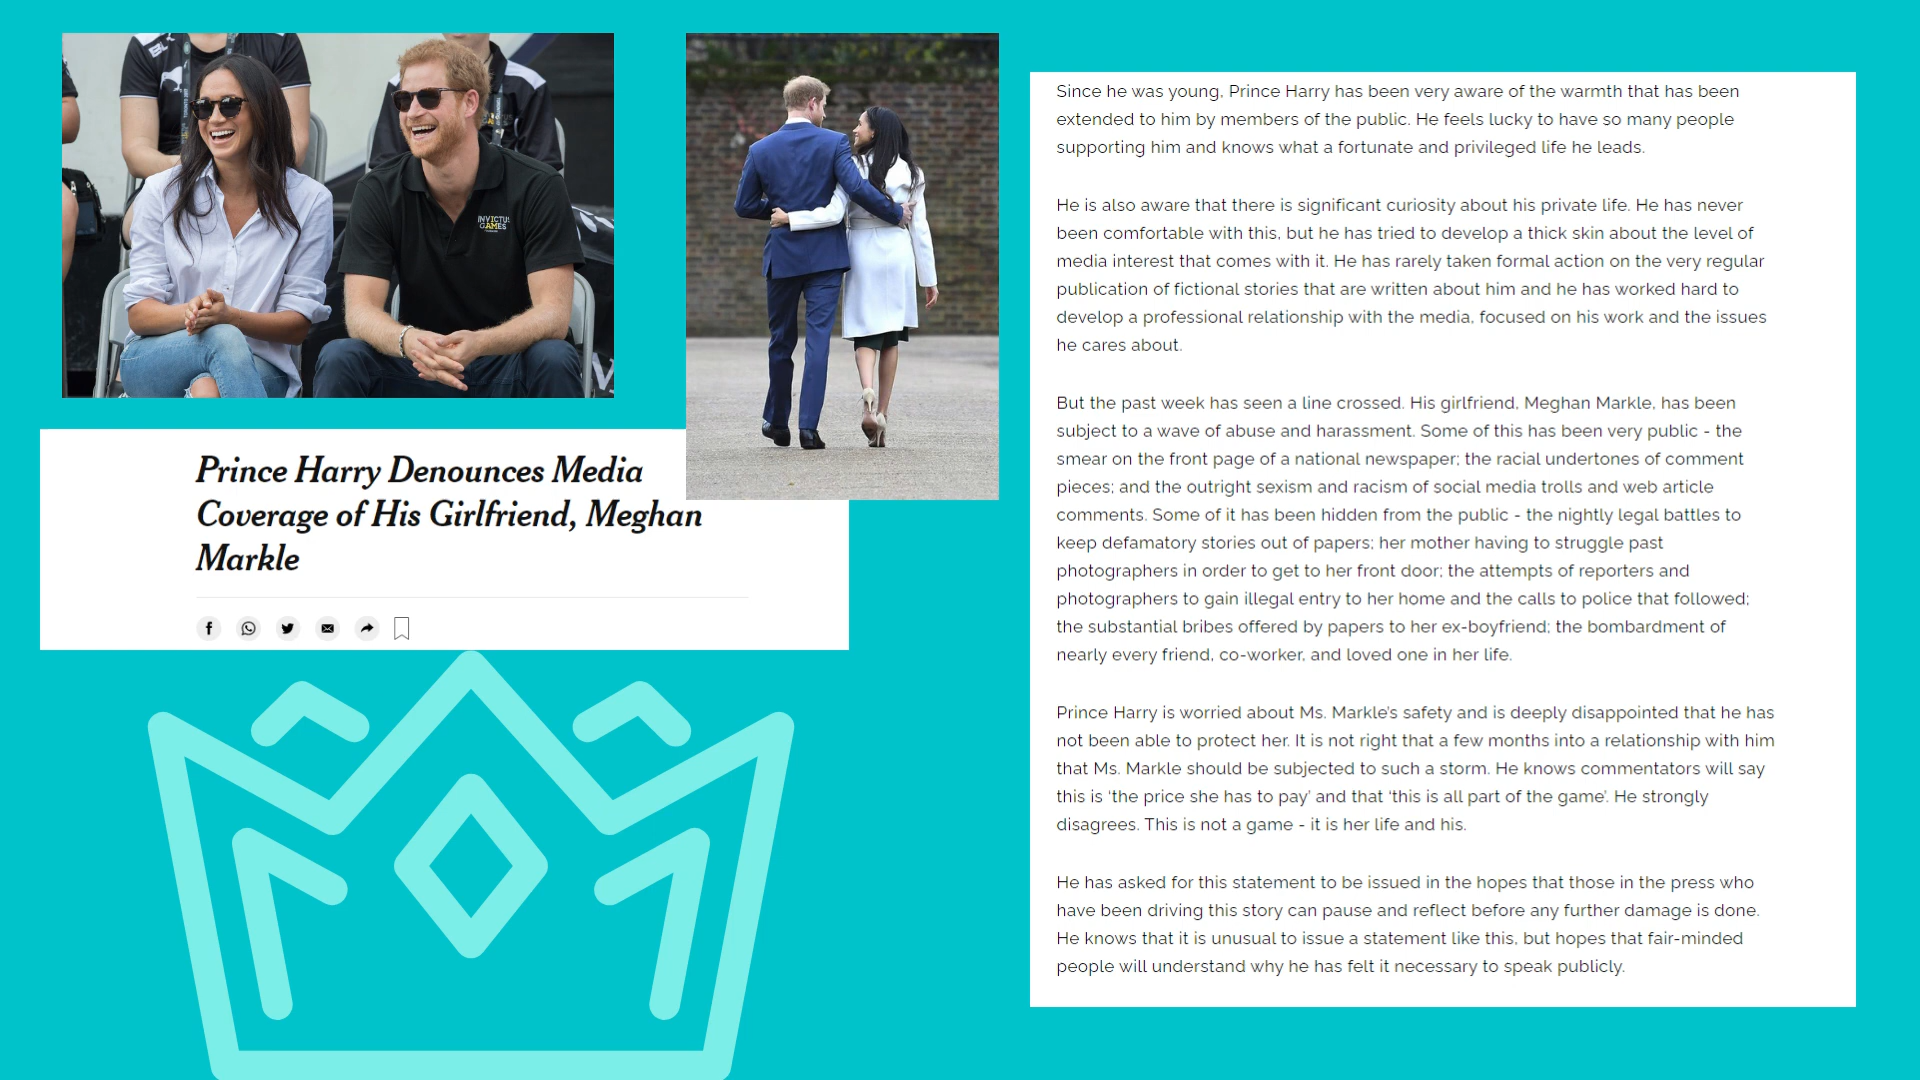 BL
INVICTUS
GAMES
Prince Harry Denounces Media
Coverage of His Girlfriend, Meghan
Markle
Since he was young, Prince Harry has been very aware of the warmth that has been
extended to him by members of the public. He feels lucky to have so many people
supporting him and knows what a fortunate and privileged life he leads.
He is also aware that there is significant curiosity about his private life. He has never
been comfortable with this, but he has tried to develop a thick skin about the level of
media interest that comes with it. He has rarely taken formal action on the very regular
publication of fictional stories that are written about him and he has worked hard to
develop a professional relationship with the media, focused on his work and the issues
he cares about.
But the past week has seen a line crossed. His girlfriend, Meghan Markle, has been
subject to a wave of abuse and harassment. Some of this has been very public - the
smear on the front page of a national newspaper; the racial undertones of comment
pieces; and the outright sexism and racism of social media trolls and web article
comments. Some of it has been hidden from the public - the nightly legal battles to
keep defamatory stories out of papers; her mother having to struggle past
photographers in order to get to her front door; the attempts of reporters and
photographers to gain illegal entry to her home and the calls to police that followed;
the substantial bribes offered by papers to her ex-boyfriend; the bombardment of
nearly every friend, co-worker, and loved one in her life.
Prince Harry is worried about Ms. Markle's safety and is deeply disappointed that he has
not been able to protect her. It is not right that a few months into a relationship with him
that Ms. Markle should be subjected to such a storm. He knows commentators will say
this is 'the price she has to pay' and that 'this is all part of the game'. He strongly
disagrees. This is not a game - it is her life and his.
He has asked for this statement to be issued in the hopes that those in the press who
have been driving this story can pause and reflect before any further damage is done.
He knows that it is unusual to issue a statement like this, but hopes that fair-minded
people will understand why he has felt it necessary to speak publicly.